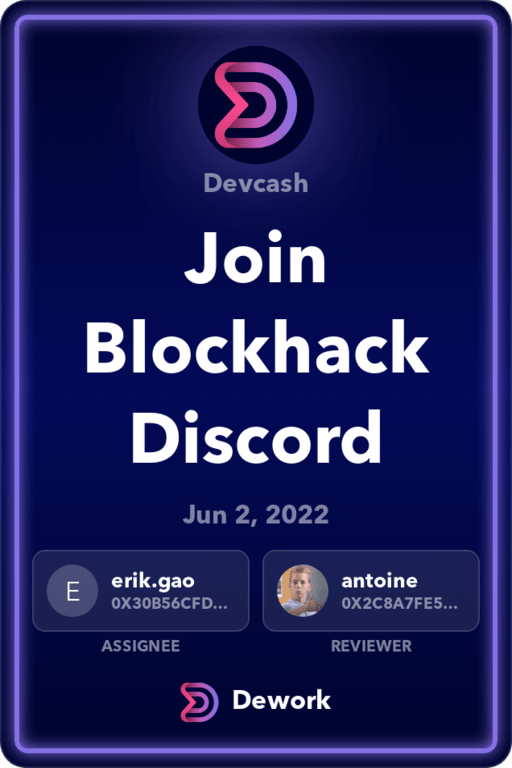 Devcash
Join
Blockhack
Discord
Jun 2, 2022
E
erik.gao
0X30B56CFD...
antoine
0X2C8A7FE5...
ASSIGNEE
REVIEWER
Dework